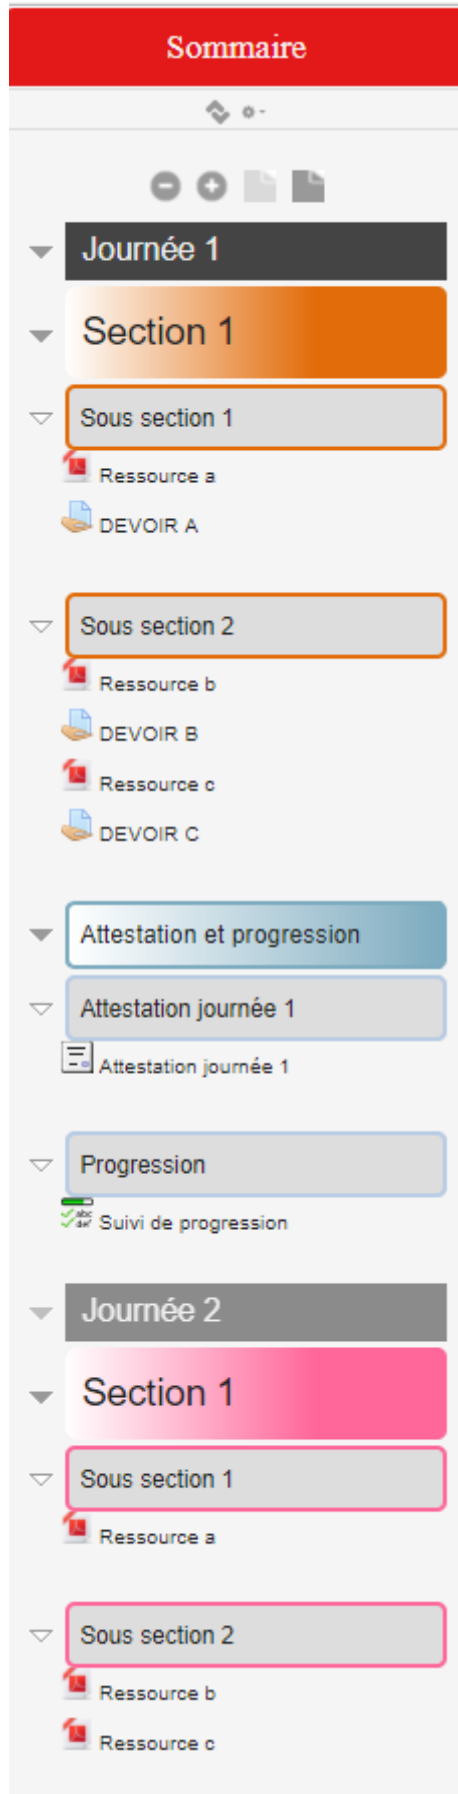 Sommaire
Journée 1
Section 1
Sous section 1
Ressource a
DEVOIR A
Sous section 2
Ressource b
DEVOIR B
Ressource c
DEVOIR C
Attestation et progression
Attestation journée 1
Attestation journée 1
Progression
Suivi de progression
Journée 2
Section 1
Sous section 1
Ressource a
Sous section 2
Ressource b
Ressource c